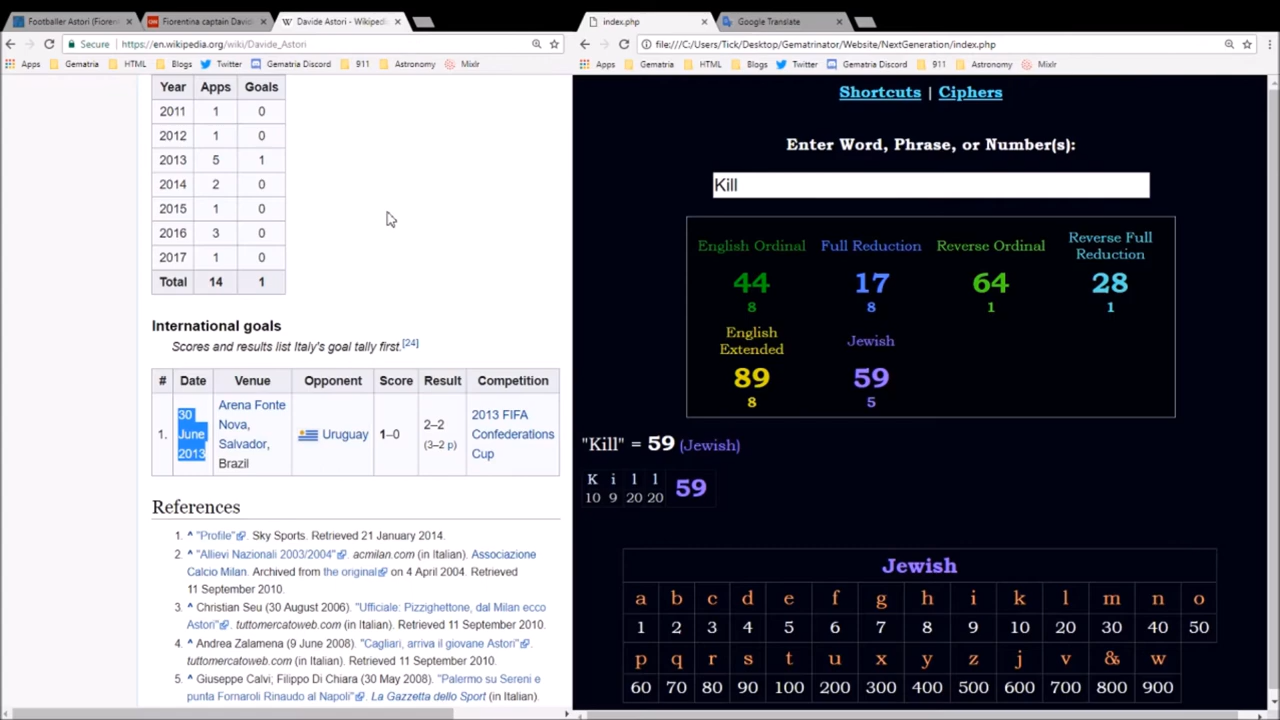 Footballer Astori (Fioren
Fiorentina captain David
Davide Astori - Wikipedi
index.php
Google Translate
Secure
https://en.wikipedia.org/wiki/Davide_Astori
file:///C:/Users/Tick/Desktop/Gematrinator/Website/NextGeneration/index.php
Apps Gematria HTML Blogs Twitter Gematria Discord 911 Astronomy Mixlr
Apps Gematria HTML Blogs Twitter Gematria Discord 911 Astronomy Mixlr
Year Apps Goals
2011 1 0
2012 1 0
2013 5 1
2014 2 0
2015 1 0
2016 3 0
2017 1 0
Total 14 1
International goals
Scores and results list Italy's goal tally first.[24]
# Date Venue Opponent Score Result Competition
1. 30 June 2013 Arena Fonte Nova, Salvador, Brazil Uruguay 1–0 2–2 (3–2 p) 2013 FIFA Confederations Cup
References
1. ^ "Profile". Sky Sports. Retrieved 21 January 2014.
2. ^ "Allievi Nazionali 2003/2004". acmilan.com (in Italian). Associazione
Calcio Milan. Archived from the original on 4 April 2004. Retrieved
11 September 2010.
3. ^ Christian Seu (30 August 2006). "Ufficiale: Pizzighettone, dal Milan ecco
Astori". tuttomercatoweb.com (in Italian). Retrieved 11 September 2010.
4. ^ Andrea Zalamena (9 June 2008). "Cagliari, arriva il giovane Astori".
tuttomercatoweb.com (in Italian). Retrieved 11 September 2010.
5. ^ Giuseppe Calvi; Filippo Di Chiara (30 May 2008). "Palermo su Sereni e
punta Fornaroli Rinaudo al Napoli". La Gazzetta dello Sport (in Italian).
Shortcuts | Ciphers
Enter Word, Phrase, or Number(s):
Kill
English Ordinal Full Reduction Reverse Ordinal Reverse Full Reduction
44 17 64 28
8 8 1 1
English Extended Jewish
89 59
8 5
"Kill" = 59 (Jewish)
K i l l 59
10 9 20 20
Jewish
a b c d e f g h i k l m n o
1 2 3 4 5 6 7 8 9 10 20 30 40 50
p q r s t u x y z j v & w
60 70 80 90 100 200 300 400 500 600 700 800 900